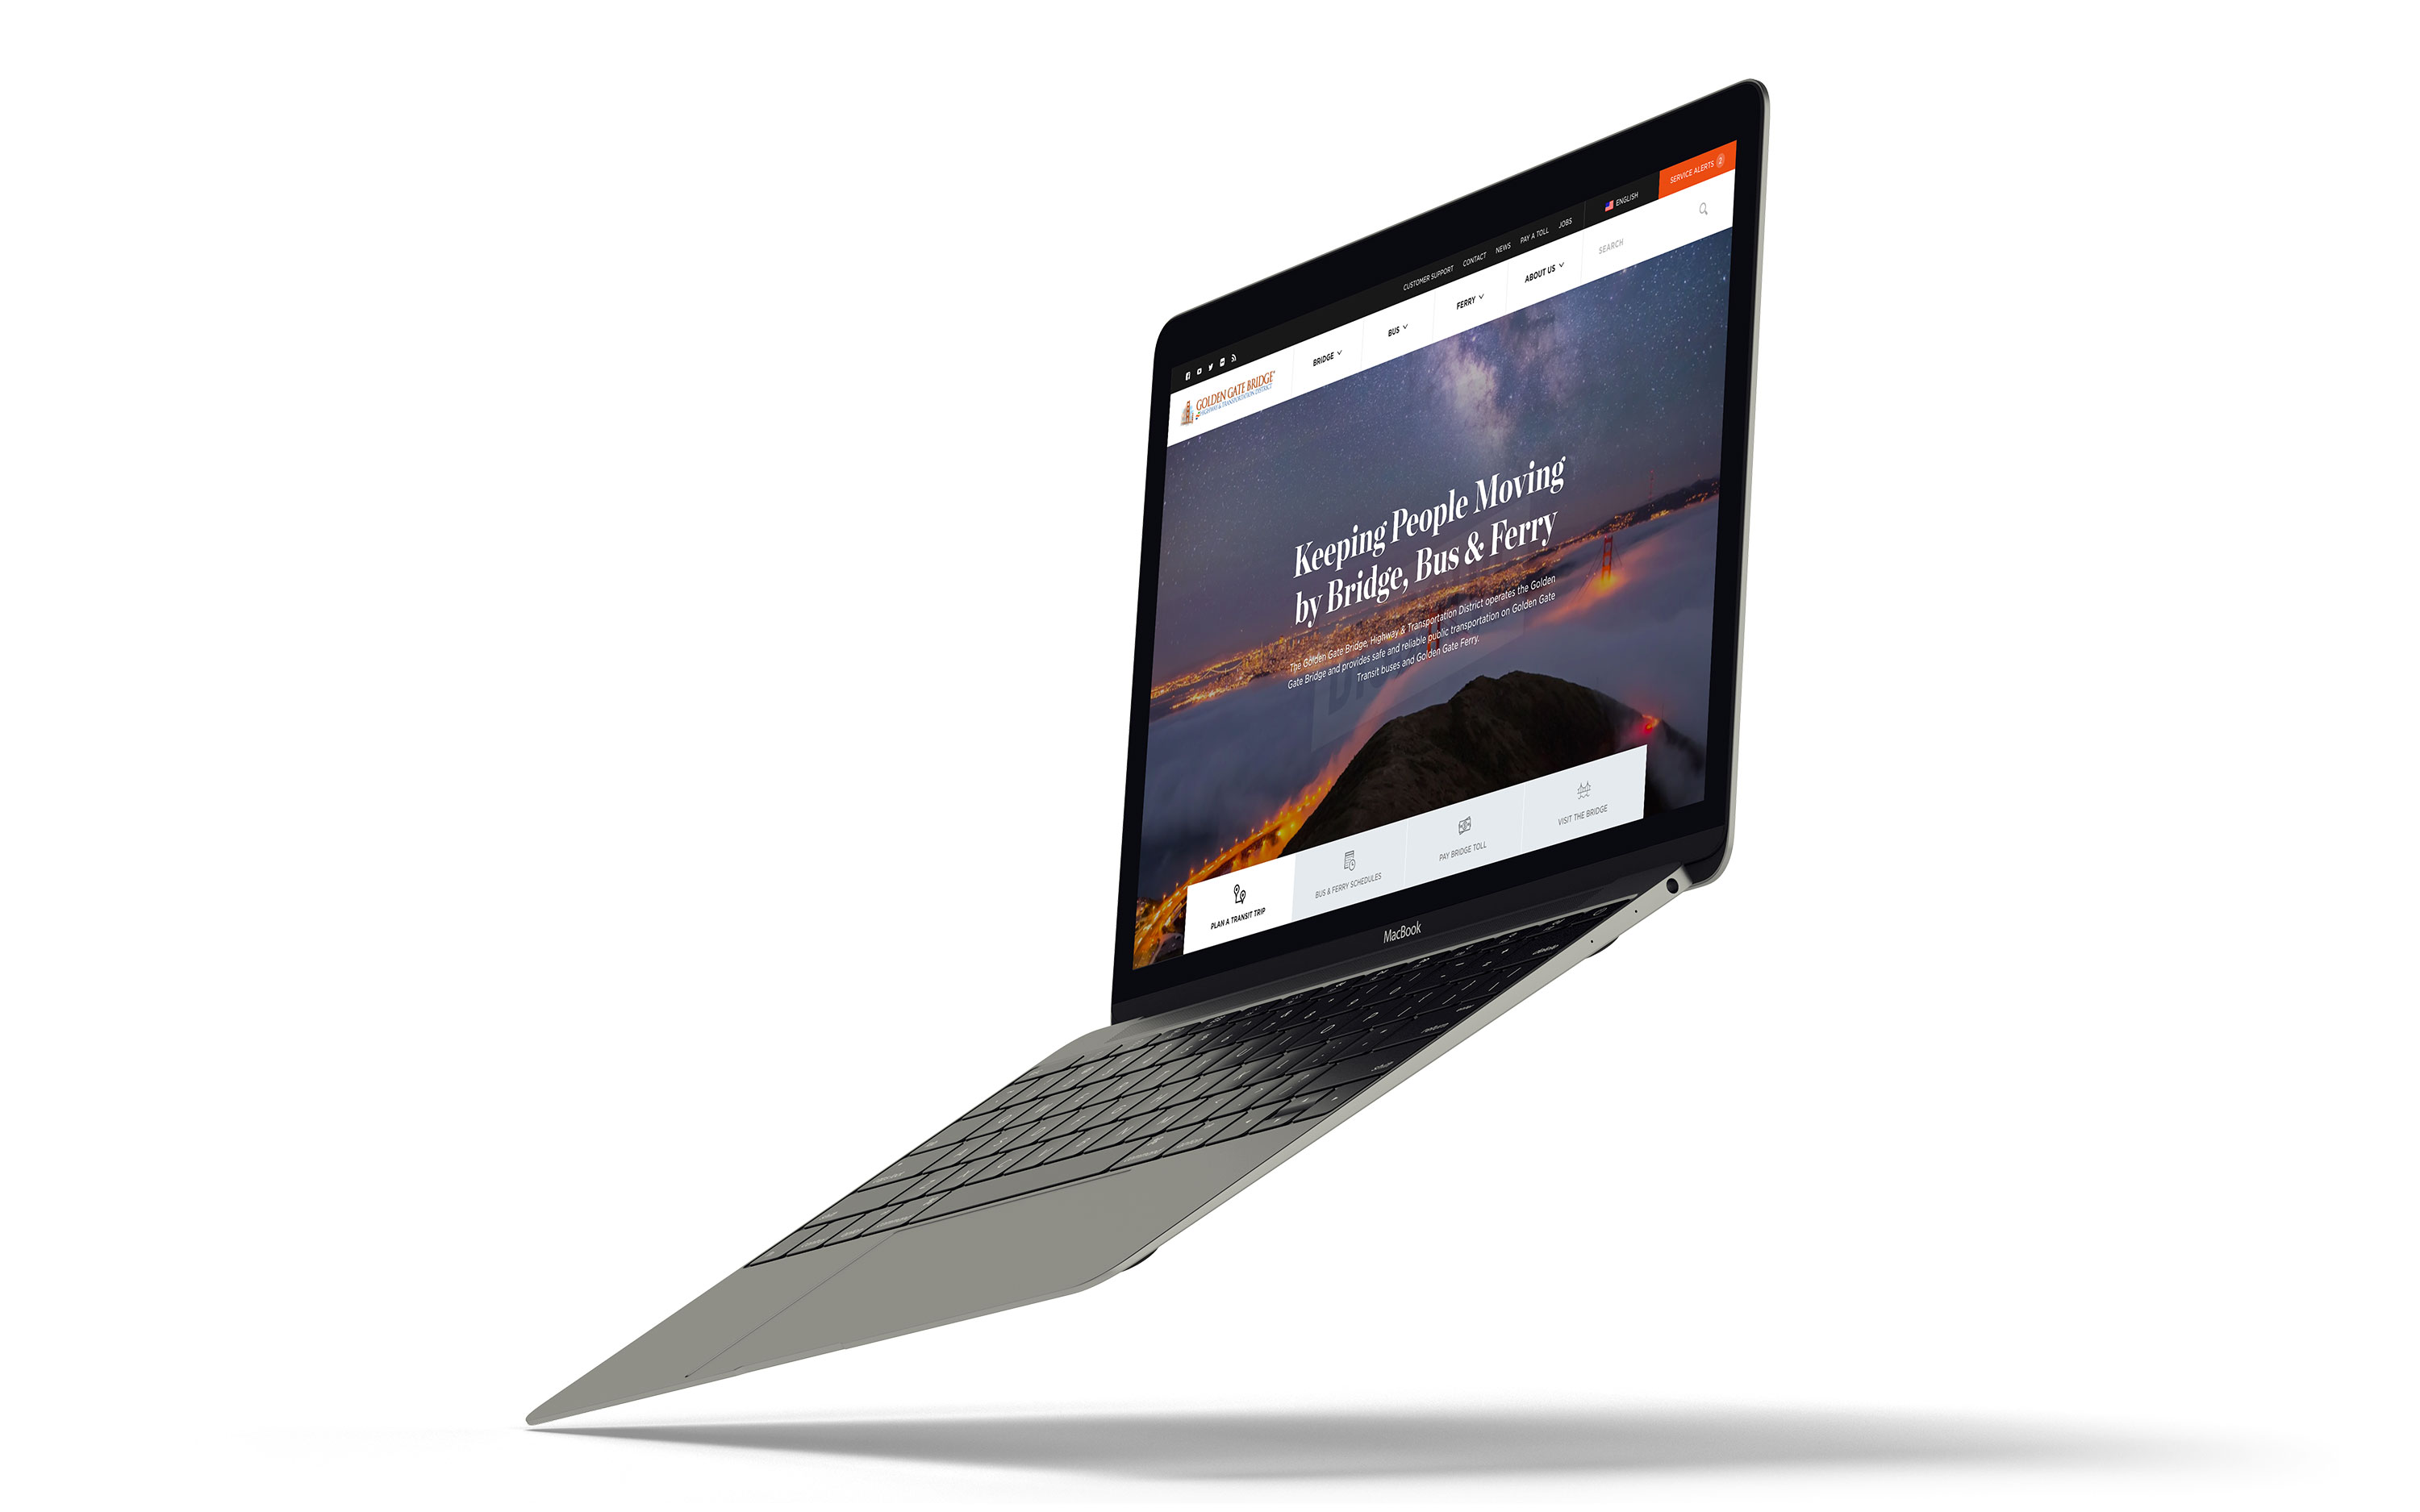 SERVICE ALERTS 2
ENGLISH
CUSTOMER SUPPORT CONTACT NEWS PAY A TOLL JOBS
GOLDEN GATE BRIDGE
HIGHWAY & TRANSPORTATION DISTRICT
BRIDGE BUS FERRY ABOUT US SEARCH
Keeping People Moving
by Bridge, Bus & Ferry
The Golden Gate Bridge, Highway & Transportation District operates the Golden
Gate Bridge and provides safe and reliable public transportation on Golden Gate
Transit buses and Golden Gate Ferry.
PLAN A TRANSIT TRIP
BUS & FERRY SCHEDULES
PAY BRIDGE TOLL
VISIT THE BRIDGE
MacBook